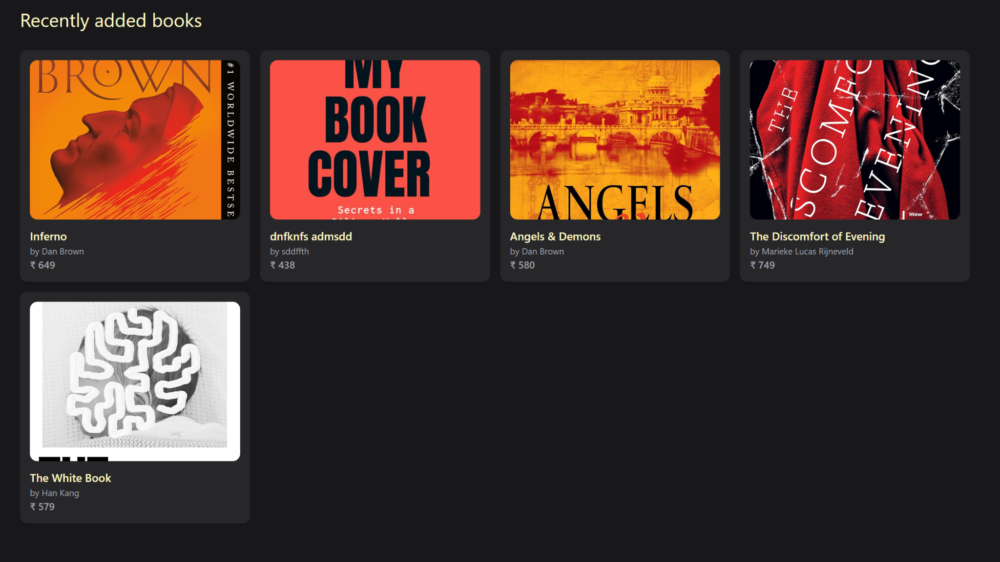 Recently added books
BROWN
#1 WORLDWIDE BESTSE
Inferno
by Dan Brown
₹ 649
MY
BOOK
COVER
Secrets in a
dnfknfs admsdd
by sddffth
₹ 438
ANGELS
Angels & Demons
by Dan Brown
₹ 580
THE
SCOMFO
EVENING
Winner
The Discomfort of Evening
by Marieke Lucas Rijneveld
₹ 749
The White Book
by Han Kang
₹ 579